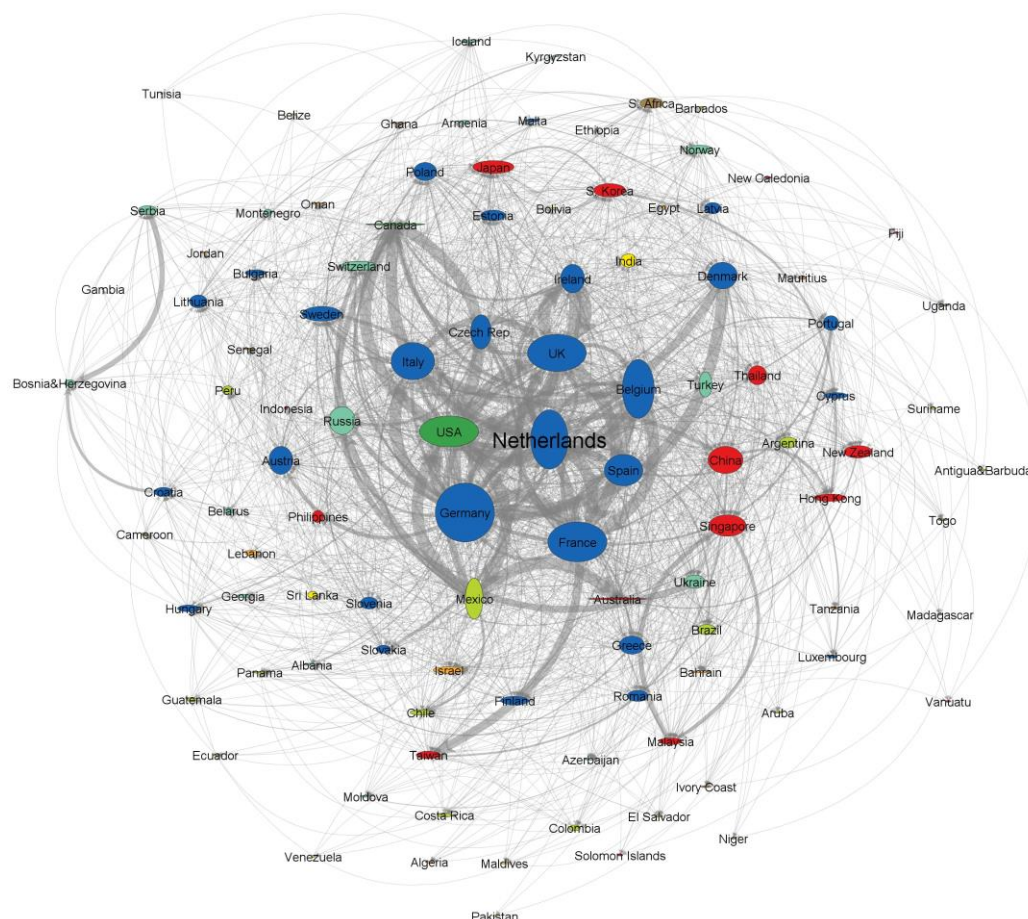 Iceland
Kyrgyzstan
Tunisia
Belize
Ghana
Armenia
Malta
Ethiopia
S. Africa
Barbados
Norway
Poland
Japan
S. Korea
New Caledonia
Serbia
Montenegro
Oman
Canada
Estonia
Bolivia
Egypt
Latvia
Fiji
Jordan
Switzerland
India
Gambia
Bulgaria
Ireland
Denmark
Mauritius
Lithuania
Sweden
Czech Rep.
Portugal
Uganda
Senegal
Italy
UK
Bosnia&Herzegovina
Peru
Belgium
Turkey
Thailand
Cyprus
Indonesia
Russia
USA
Netherlands
Argentina
Suriname
New Zealand
Austria
Spain
China
Antigua&Barbuda
Croatia
Hong Kong
Belarus
Philippines
Germany
Singapore
Togo
Cameroon
France
Lebanon
Ukraine
Hungary
Georgia
Sri Lanka
Slovenia
Mexico
Australia
Tanzania
Madagascar
Brazil
Slovakia
Greece
Luxembourg
Albania
Panama
Israel
Bahrain
Guatemala
Finland
Romania
Vanuatu
Chile
Aruba
Ecuador
Taiwan
Malaysia
Azerbaijan
Ivory Coast
Moldova
Costa Rica
El Salvador
Colombia
Niger
Venezuela
Algeria
Maldives
Solomon Islands
Pakistan